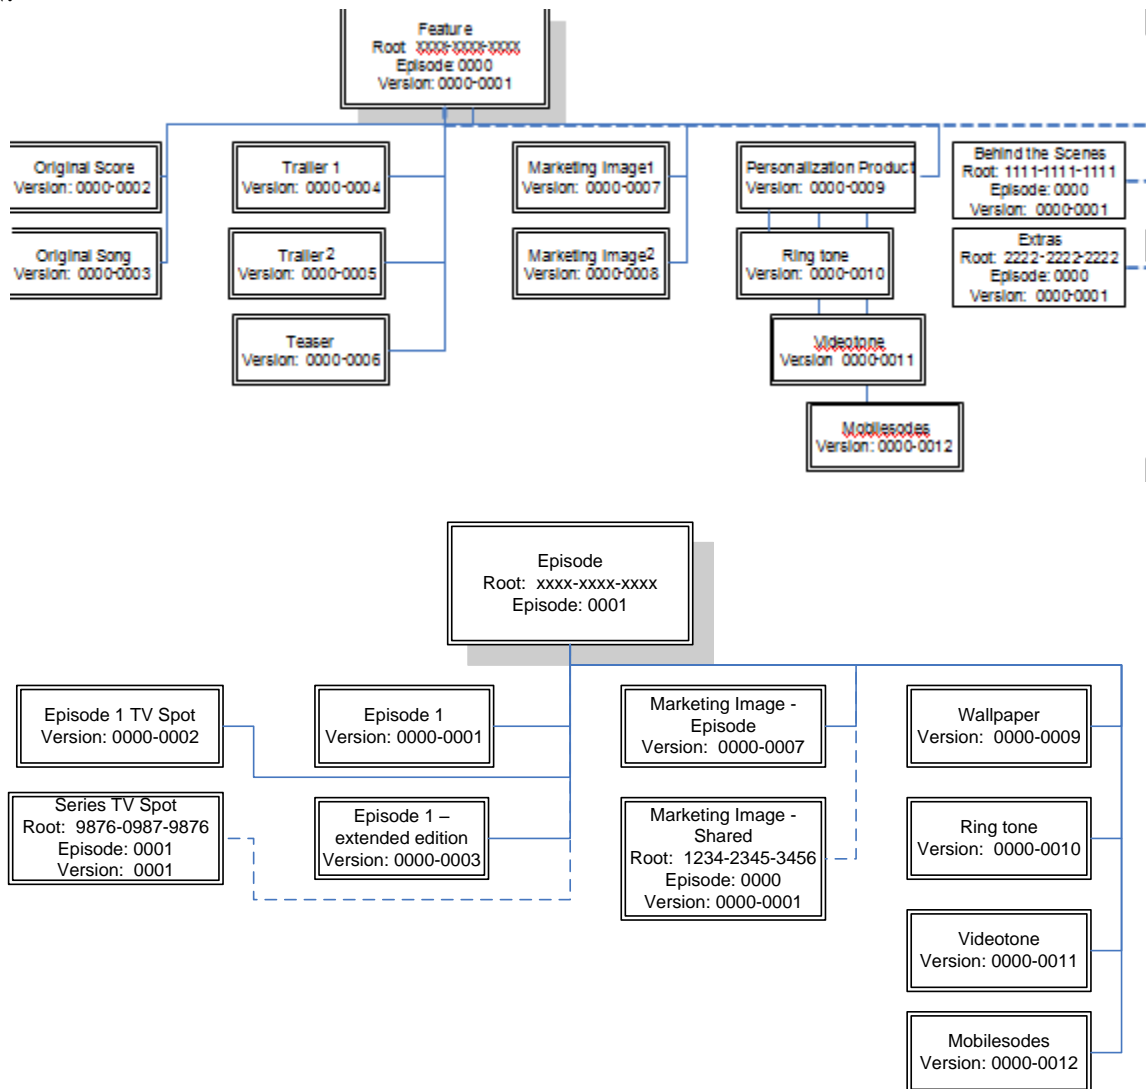 Feature
Root: XXXX-XXXX-XXXX
Episode: 0000
Version: 0000-0001
Original Score
Version: 0000-0002
Trailer 1
Version: 0000-0004
Marketing Image1
Version: 0000-0007
Personalization Product
Version: 0000-0009
Behind the Scenes
Root: 1111-1111-1111
Episode: 0000
Version: 0000-0001
Original Song
Version: 0000-0003
Trailer2
Version: 0000-0005
Marketing Image2
Version: 0000-0008
Ring tone
Version: 0000-0010
Extras
Root: 2222-2222-2222
Episode: 0000
Version: 0000-0001
Teaser
Version: 0000-0006
Videotone
Version 0000-0011
Mobilesodes
Version: 0000-0012
Episode
Root: xxxx-xxxx-xxxx
Episode: 0001
Episode 1 TV Spot
Version: 0000-0002
Episode 1
Version: 0000-0001
Marketing Image -
Episode
Version: 0000-0007
Wallpaper
Version: 0000-0009
Series TV Spot
Root: 9876-0987-9876
Episode: 0001
Version: 0001
Episode 1 –
extended edition
Version: 0000-0003
Marketing Image -
Shared
Root: 1234-2345-3456
Episode: 0000
Version: 0000-0001
Ring tone
Version: 0000-0010
Videotone
Version: 0000-0011
Mobilesodes
Version: 0000-0012